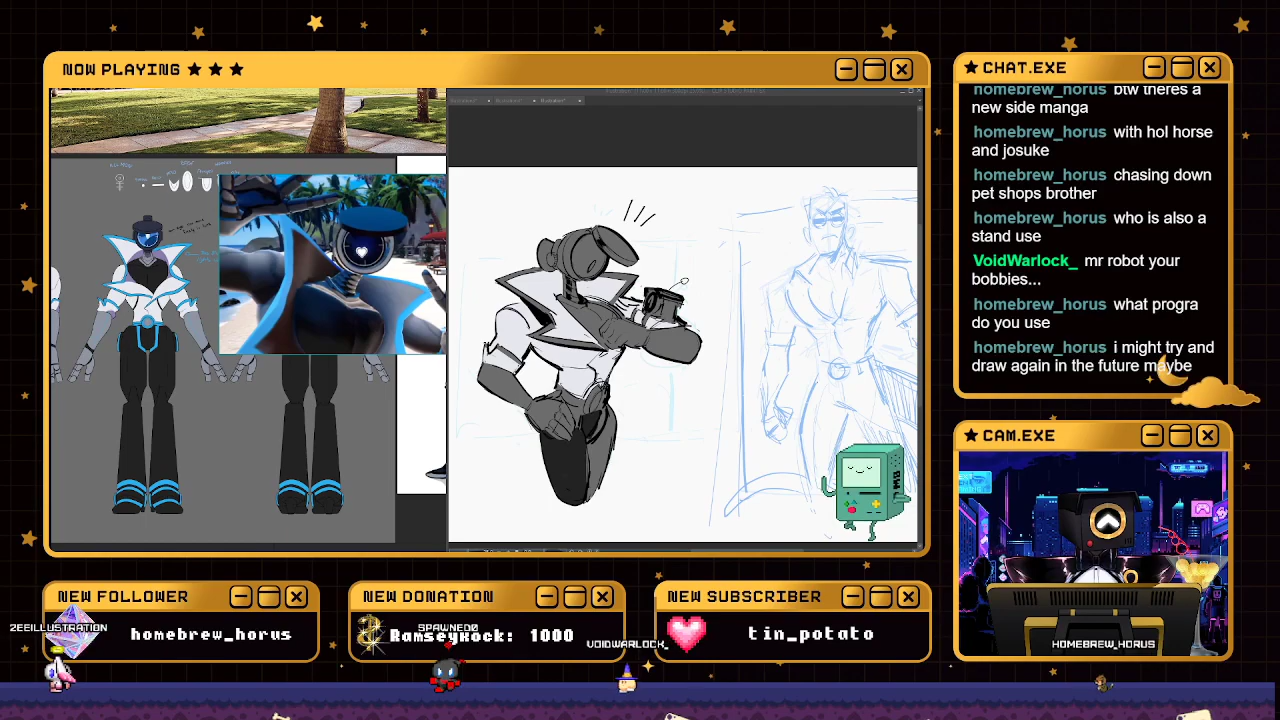 NOW PLAYING ★ ★ ★
★ CHAT.EXE
homebrew_horus btw theres a
new side manga
homebrew_horus with hol horse
and josuke
homebrew_horus chasing down
pet shops brother
homebrew_horus who is also a
stand use
VoidWarlock_ mr robot your
bobbies...
homebrew_horus what progra
do you use
homebrew_horus i might try and
draw again in the future maybe
★ CAM.EXE
HOMEBREW_HORUS
NEW FOLLOWER
homebrew_horus
2EEILLUSTRATION
NEW DONATION
SPAWNED0
Ramseyrock: 1000
VOIDWARLOCK_
NEW SUBSCRIBER
tin_potato